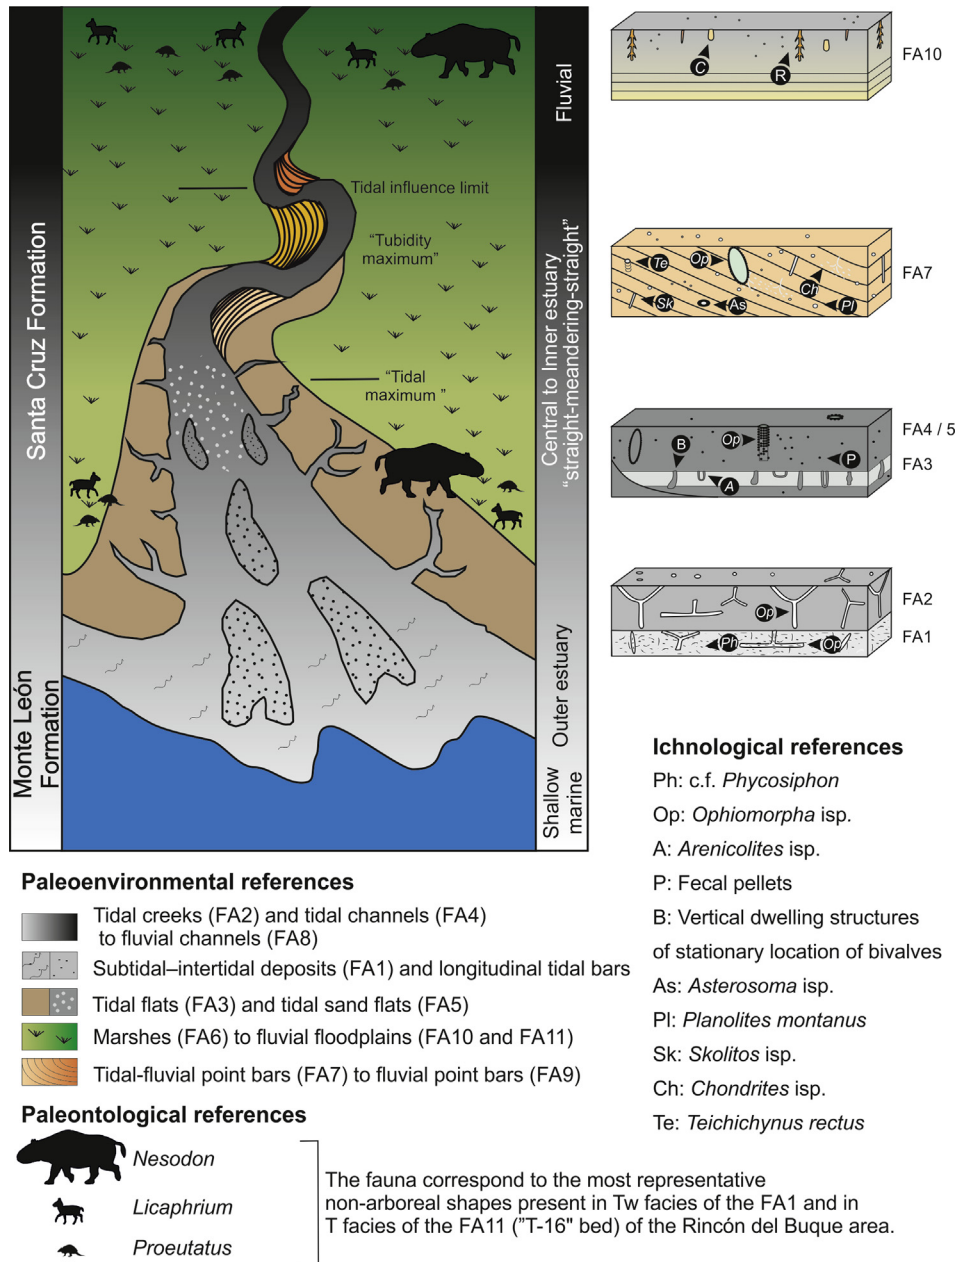 Santa Cruz Formation
Monte León
Formation
Tidal influence limit
“Tubidity
maximum”
“Tidal
maximum ”
Fluvial
Central to Inner estuary
“straight-meandering-straight”
Outer estuary
Shallow
marine
C
R
FA10
Te
Op
Ch
Sk
As
Pl
FA7
Op
B
P
A
FA4 / 5
FA3
Op
Ph
Op
FA2
FA1
Ichnological references
Ph: c.f. Phycosiphon
Op: Ophiomorpha isp.
A: Arenicolites isp.
P: Fecal pellets
B: Vertical dwelling structures
of stationary location of bivalves
As: Asterosoma isp.
Pl: Planolites montanus
Sk: Skolitos isp.
Ch: Chondrites isp.
Te: Teichichynus rectus
Paleoenvironmental references
Tidal creeks (FA2) and tidal channels (FA4)
to fluvial channels (FA8)
Subtidal–intertidal deposits (FA1) and longitudinal tidal bars
Tidal flats (FA3) and tidal sand flats (FA5)
Marshes (FA6) to fluvial floodplains (FA10 and FA11)
Tidal-fluvial point bars (FA7) to fluvial point bars (FA9)
Paleontological references
Nesodon
Licaphrium
Proeutatus
The fauna correspond to the most representative
non-arboreal shapes present in Tw facies of the FA1 and in
T facies of the FA11 (”T-16" bed) of the Rincón del Buque area.